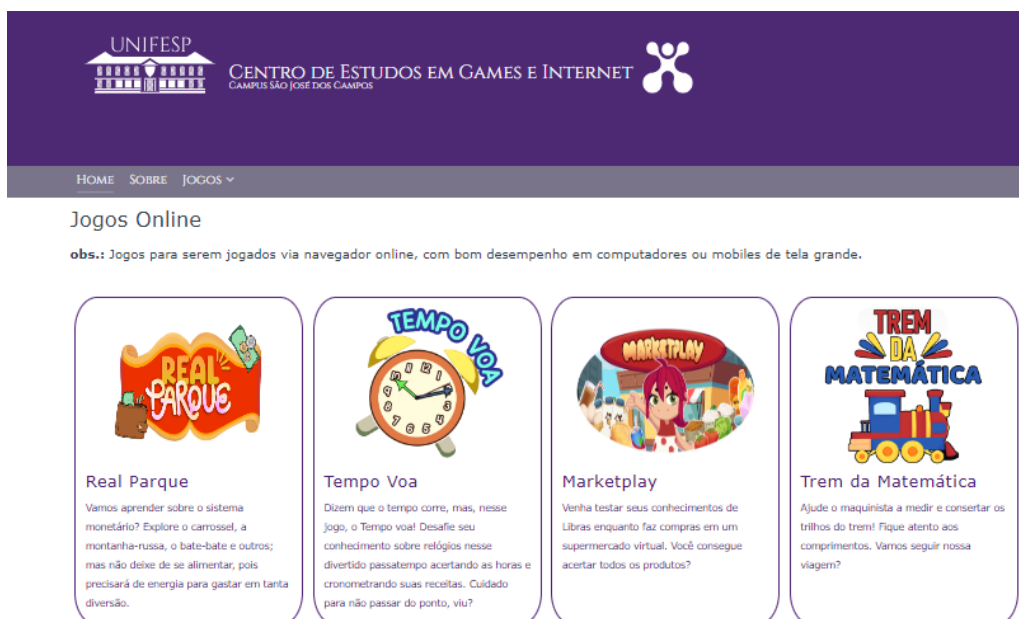 UNIFESP
CENTRO DE ESTUDOS EM GAMES E INTERNET
CAMPUS SÃO JOSÉ DOS CAMPOS
HOME SOBRE JOGOS
Jogos Online
obs.: Jogos para serem jogados via navegador online, com bom desempenho em computadores ou mobiles de tela grande.
REAL
PARQUE
Real Parque
Vamos aprender sobre o sistema
monetário? Explore o carrossel, a
montanha-russa, o bate-bate e outros;
mas não deixe de se alimentar, pois
precisará de energia para gastar em tanta
diversão.
TEMPO VOA
Tempo Voa
Dizem que o tempo corre, mas, nesse
jogo, o Tempo voa! Desafie seu
conhecimento sobre relógios nesse
divertido passatempo acertando as horas e
cronometrando suas receitas. Cuidado
para não passar do ponto, viu?
MARKETPLAY
Marketplay
Venha testar seus conhecimentos de
Libras enquanto faz compras em um
supermercado virtual. Você consegue
acertar todos os produtos?
TREM
DA
MATEMÁTICA
Trem da Matemática
Ajude o maquinista a medir e consertar os
trilhos do trem! Fique atento aos
comprimentos. Vamos seguir nossa
viagem?